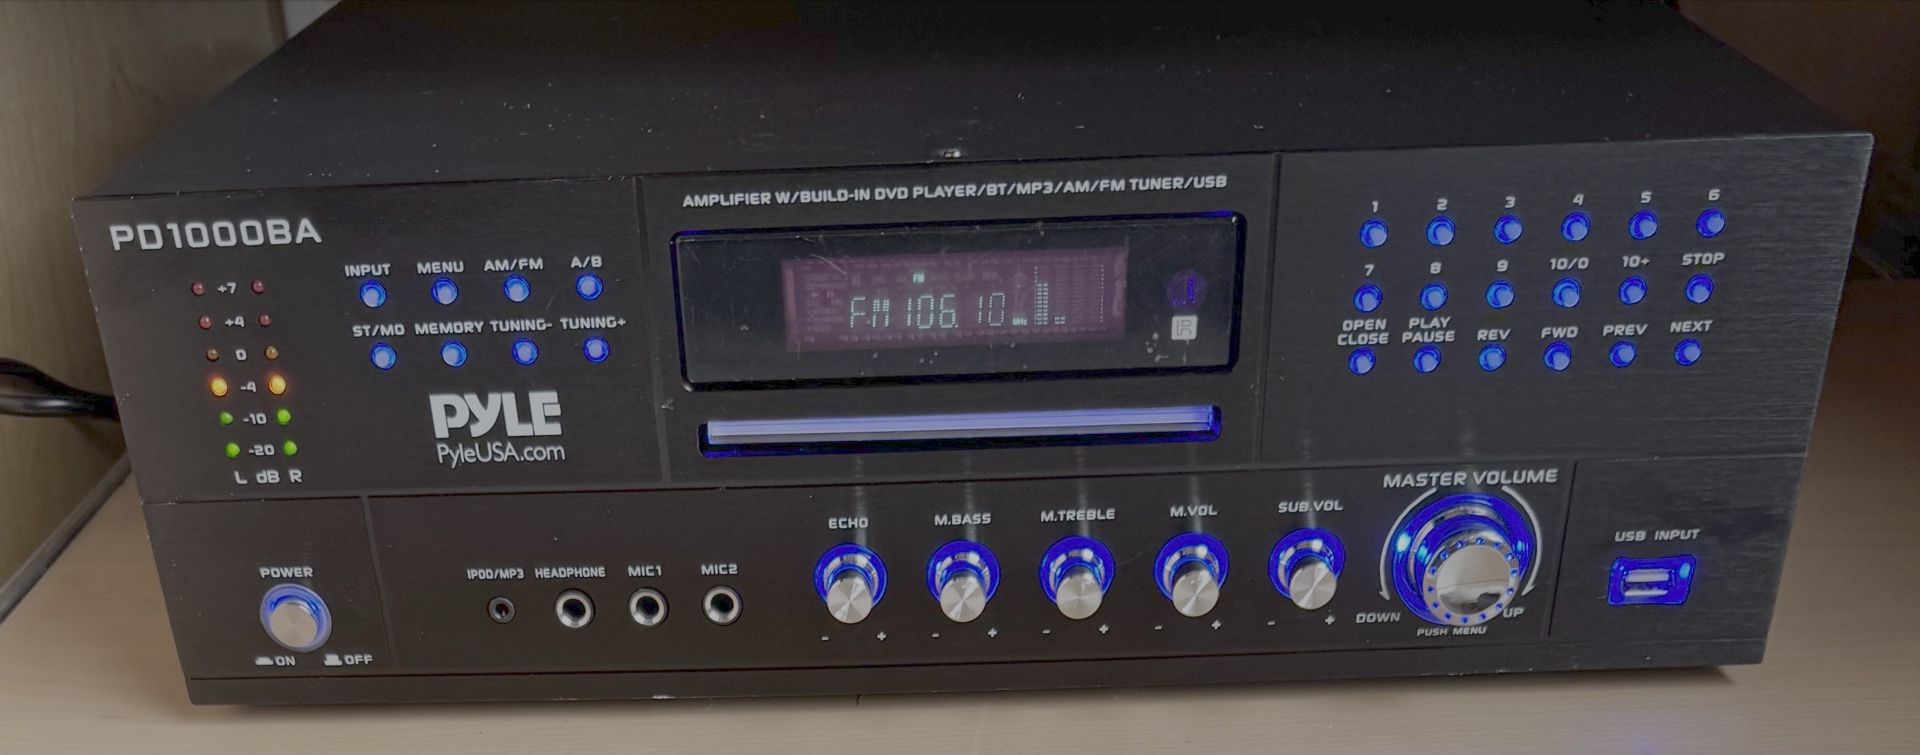 AMPLIFIER W/BUILD-IN DVD PLAYER/BT/MP3/AM/FM TUNER/USB
PD1000BA
+7
+4
0
-4
-10
-20
L dB R
INPUT MENU AM/FM A/B
ST/MO MEMORY TUNING- TUNING+
PYLE
PyleUSA.com
FM
FM 106.10 MHz
1 2 3 4 5 6
7 8 9 10/0 10+ STOP
OPEN CLOSE PLAY PAUSE REV FWD PREV NEXT
POWER
ON OFF
IPOD/MP3 HEADPHONE MIC1 MIC2
ECHO M.BASS M.TREBLE M.VOL SUB.VOL
- + - + - + - + - +
MASTER VOLUME
DOWN UP
PUSH MENU
USB INPUT